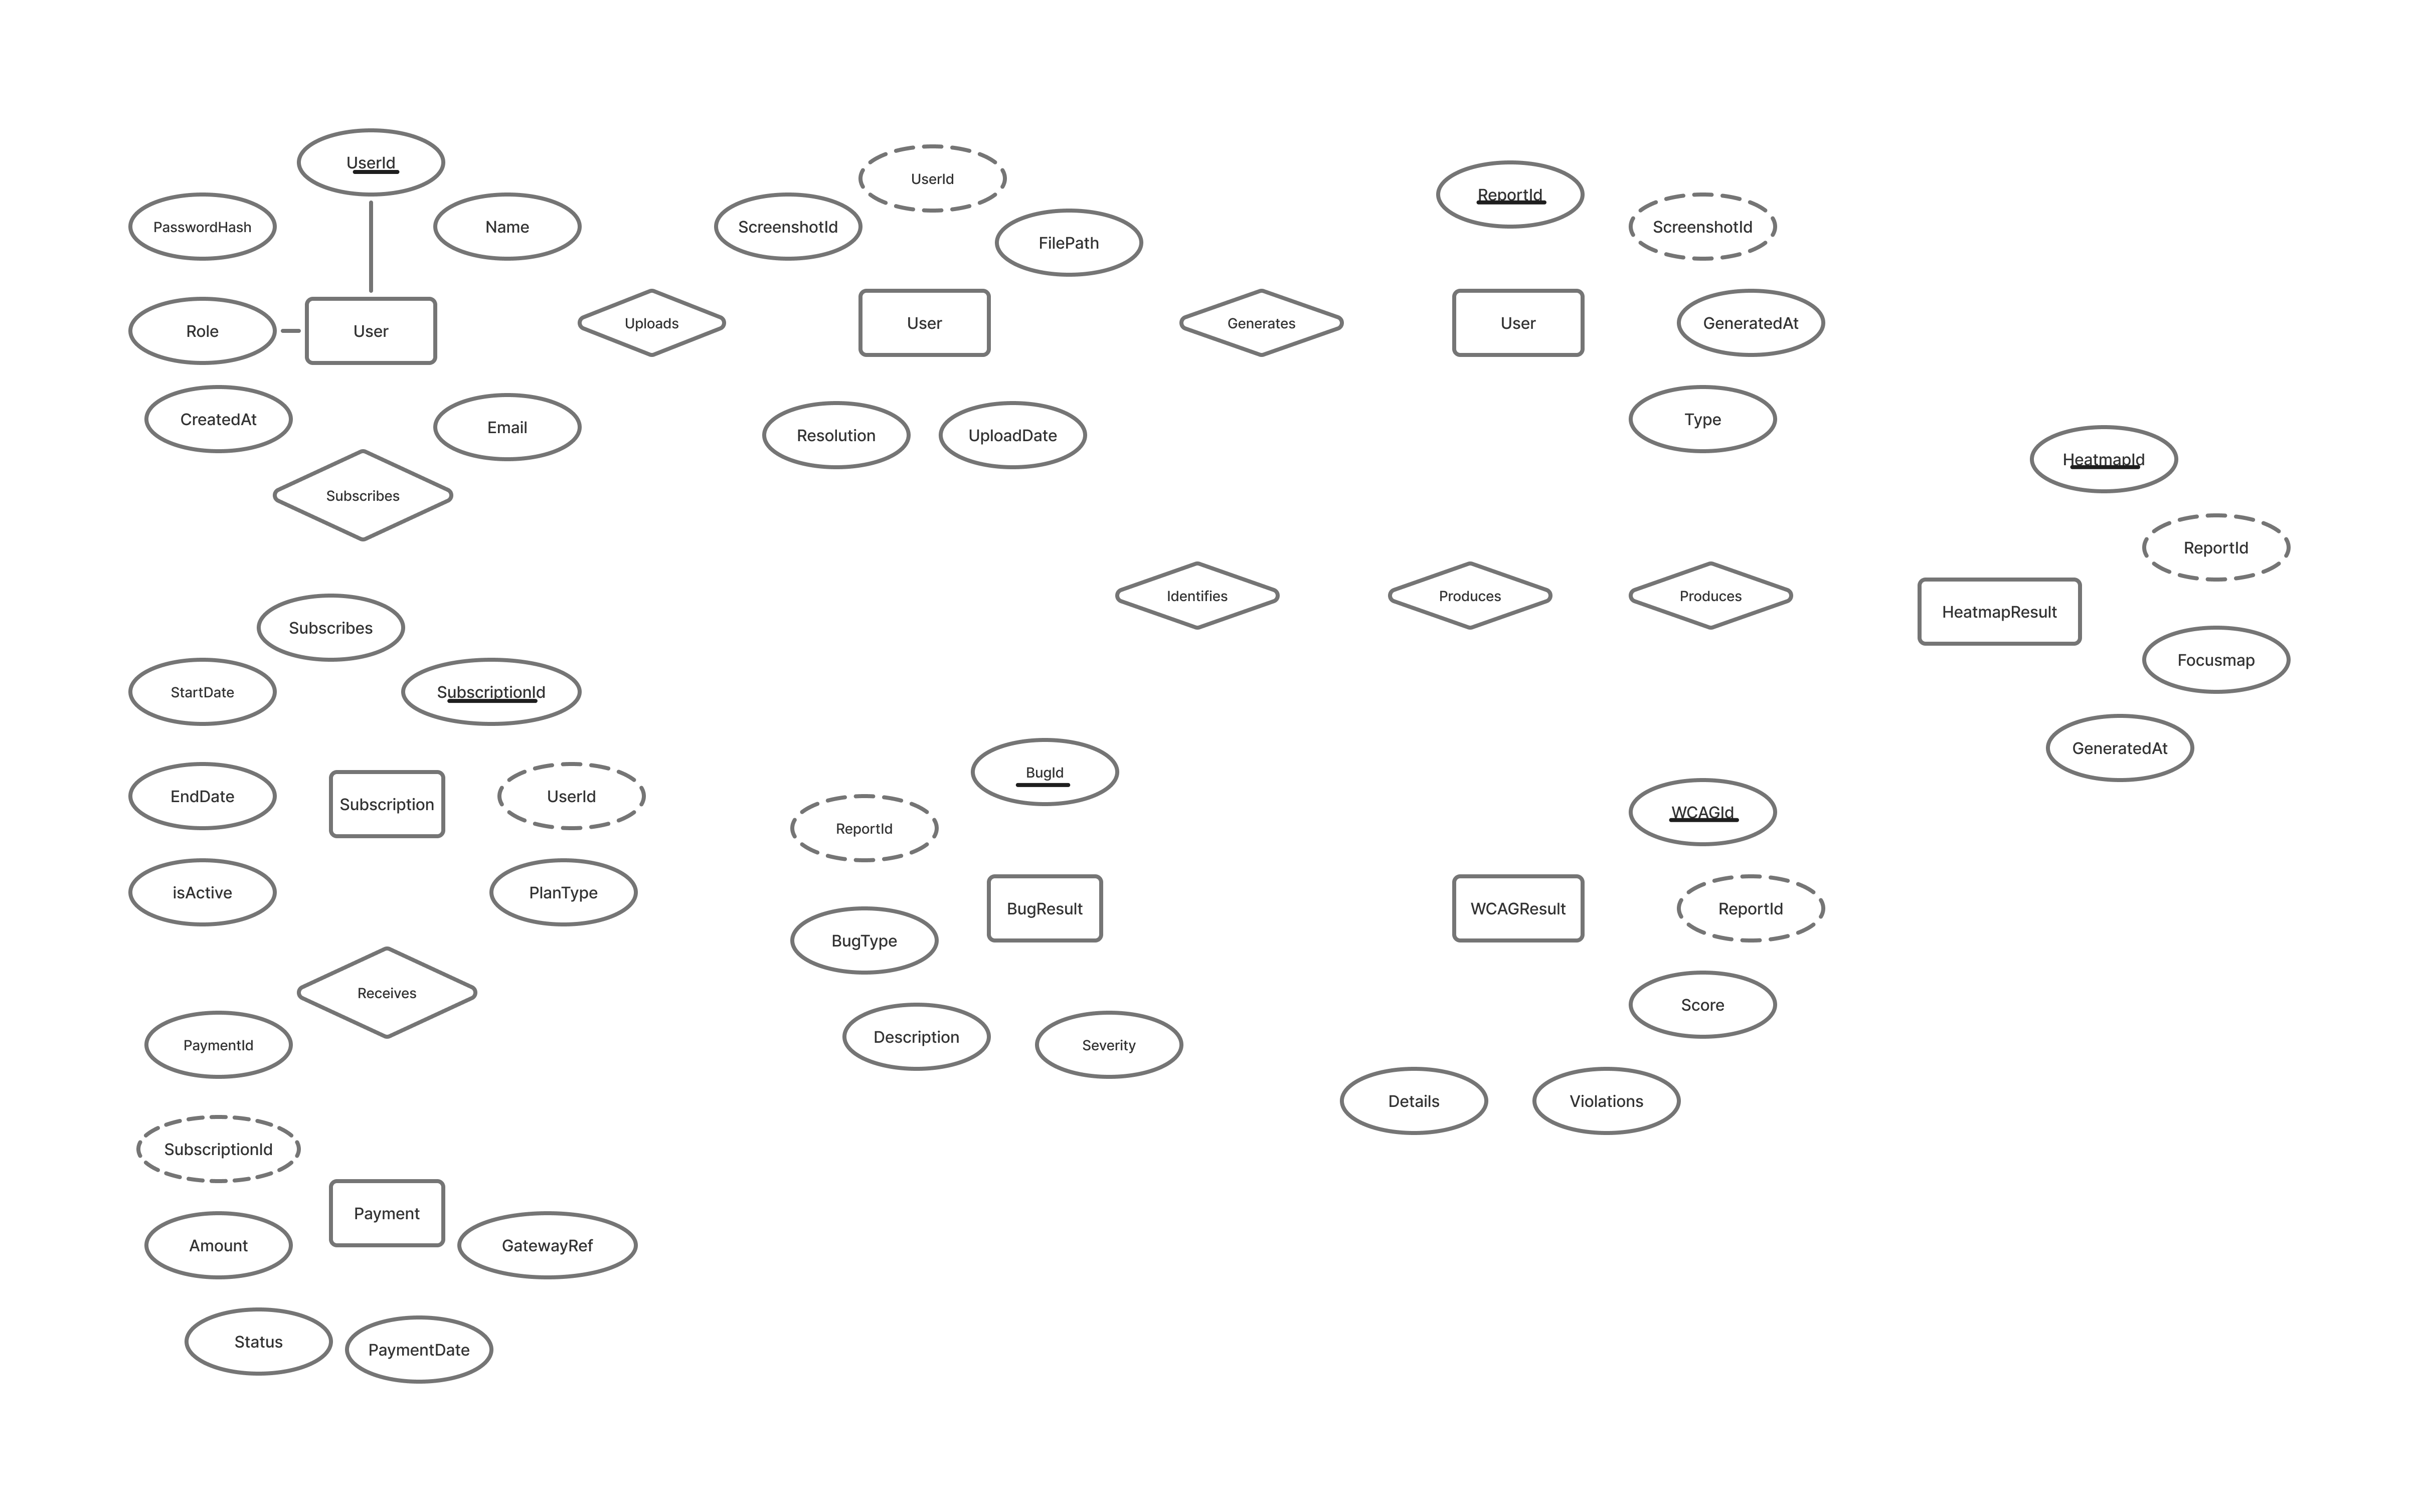 UserId
PasswordHash
Name
Role
User
CreatedAt
Email
Subscribes
Uploads
UserId
ScreenshotId
FilePath
User
Resolution
UploadDate
Generates
ReportId
ScreenshotId
User
GeneratedAt
Type
Identifies
Produces
Produces
HeatmapId
ReportId
HeatmapResult
Focusmap
GeneratedAt
Subscribes
StartDate
SubscriptionId
EndDate
Subscription
UserId
isActive
PlanType
Receives
PaymentId
SubscriptionId
Payment
Amount
GatewayRef
Status
PaymentDate
BugId
ReportId
BugResult
BugType
Description
Severity
WCAGId
WCAGResult
ReportId
Score
Details
Violations